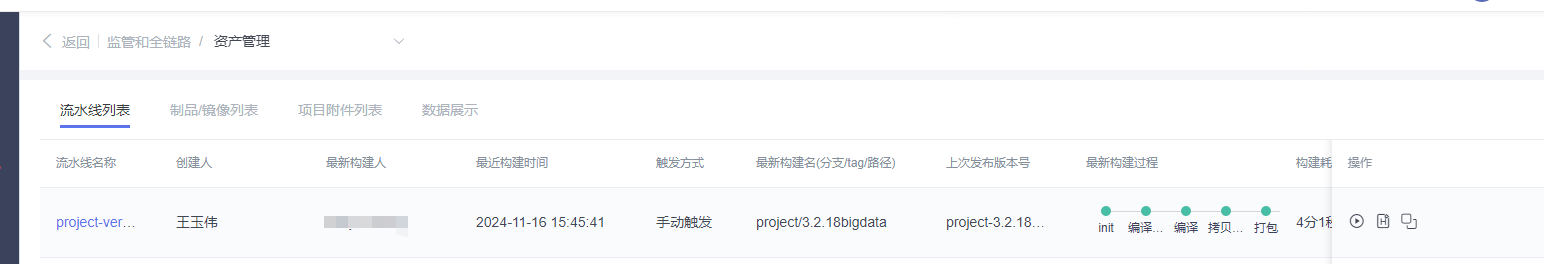 返回 监管和全链路 / 资产管理
流水线列表 制品/镜像列表 项目附件列表 数据展示
流水线名称 创建人 最新构建人 最近构建时间 触发方式 最新构建名(分支/tag/路径) 上次发布版本号 最新构建过程 构建耗 操作
project-ver... 王玉伟 2024-11-16 15:45:41 手动触发 project/3.2.18bigdata project-3.2.18... 4分1秒
init 编译... 编译 拷贝... 打包